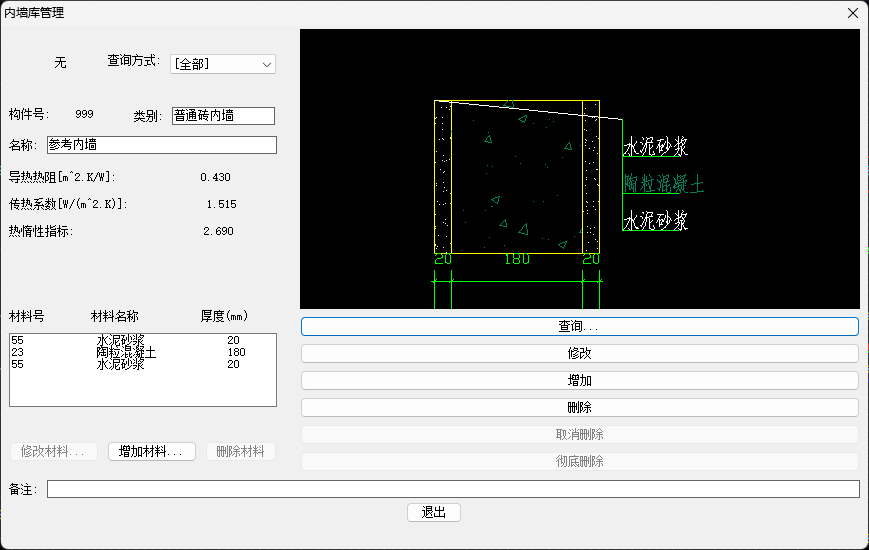 内墙库管理
无 查询方式: [全部]
构件号: 999 类别: 普通砖内墙
名称: 参考内墙
导热热阻[m^2.K/W]: 0.430
传热系数[W/(m^2.K)]: 1.515
热惰性指标: 2.690
材料号 材料名称 厚度(mm)
55 水泥砂浆 20
23 陶粒混凝土 180
55 水泥砂浆 20
修改材料... 增加材料... 删除材料
水泥砂浆
陶粒混凝土
水泥砂浆
20 180 20
查询...
修改
增加
删除
取消删除
彻底删除
备注:
退出